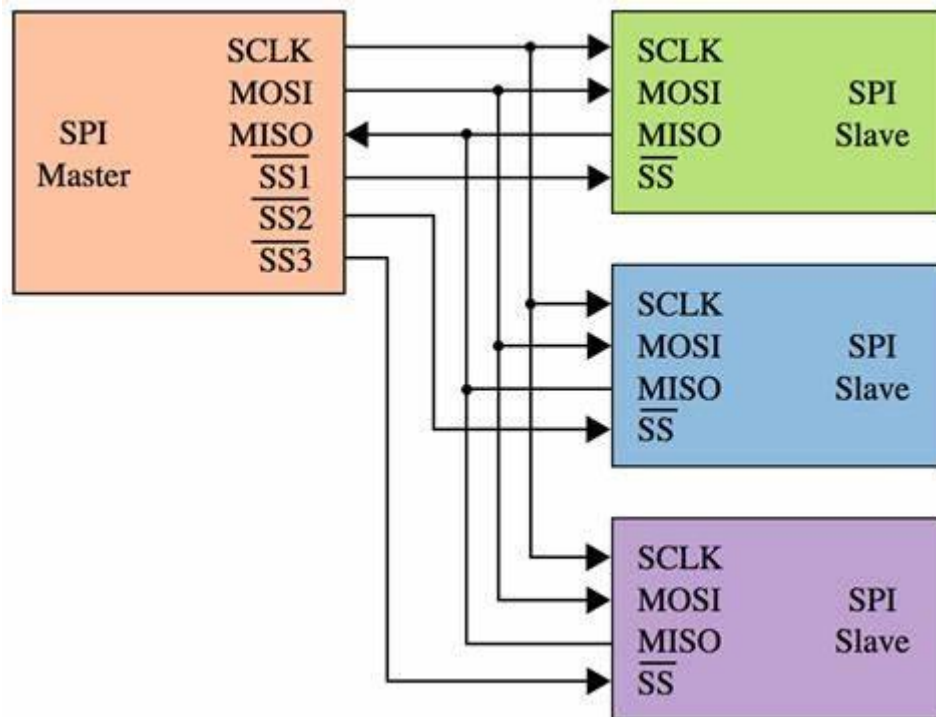 SCLK
MOSI
MISO
SS1
SS2
SS3
SPI
Master
SCLK
MOSI
MISO
SS
SPI
Slave
SCLK
MOSI
MISO
SS
SPI
Slave
SCLK
MOSI
MISO
SS
SPI
Slave